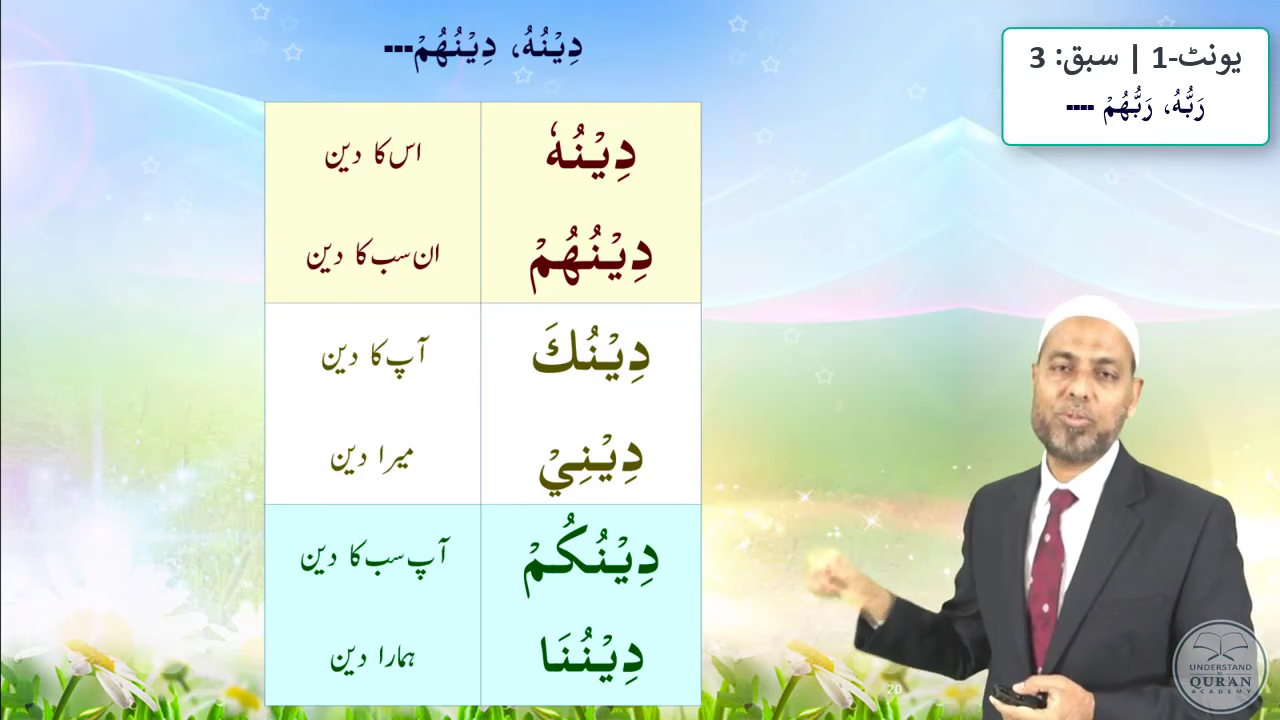 دِيْنُهُ، دِيْنُهُمْ---
یونٹ-1 | سبق: 3
رَبُّهُ، رَبُّهُمْ ----
دِيْنُهٗ اس کا دین
دِيْنُهُمْ ان سب کا دین
دِيْنُكَ آپ کا دین
دِيْنِيْ میرا دین
دِيْنُكُمْ آپ سب کا دین
دِيْنُنَا ہمارا دین
20
UNDERSTAND
QURAN
ACADEMY